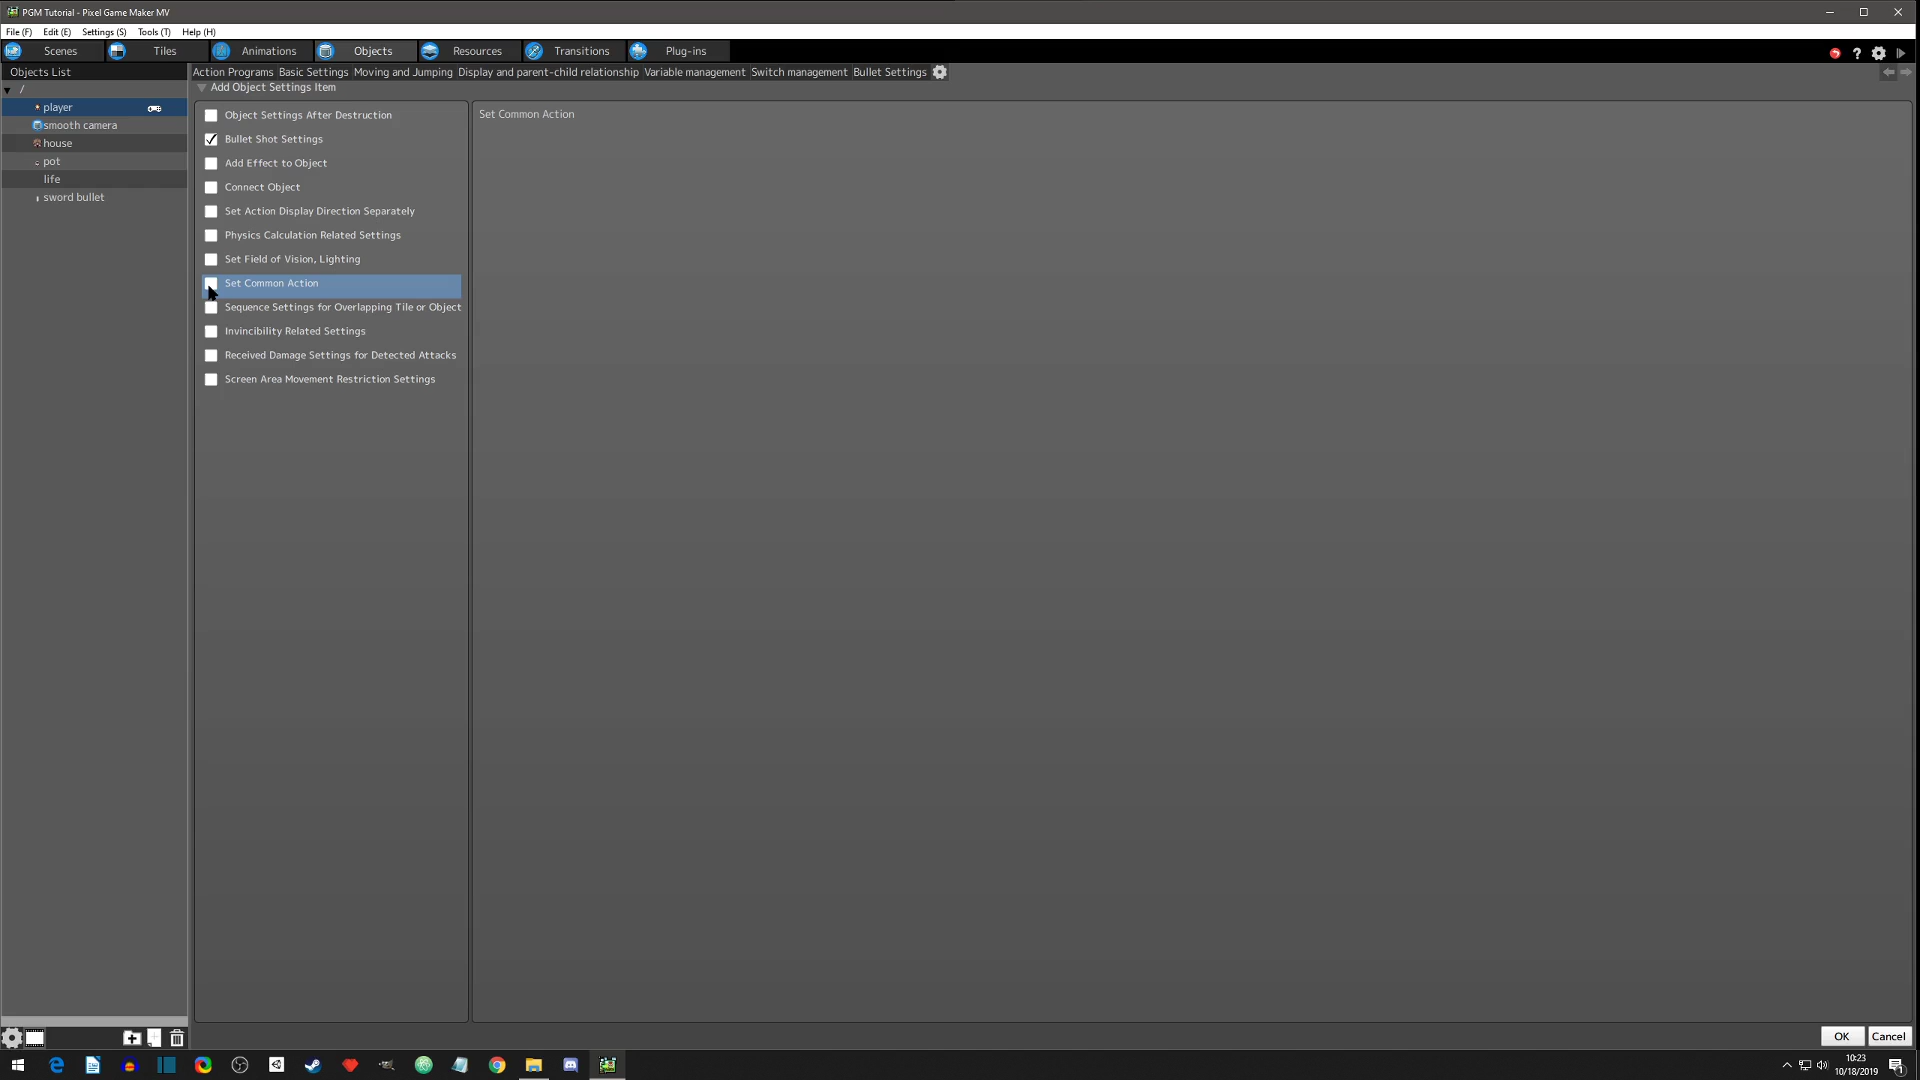 PGM Tutorial - Pixel Game Maker MV
File (F) Edit (E) Settings (S) Tools (T) Help (H)
Scenes Tiles Animations Objects Resources Transitions Plug-ins
Objects List
Action Programs Basic Settings Moving and Jumping Display and parent-child relationship Variable management Switch management Bullet Settings
Add Object Settings Item
/
player
smooth camera
house
pot
life
sword bullet
Object Settings After Destruction
Bullet Shot Settings
Add Effect to Object
Connect Object
Set Action Display Direction Separately
Physics Calculation Related Settings
Set Field of Vision, Lighting
Set Common Action
Sequence Settings for Overlapping Tile or Object
Invincibility Related Settings
Received Damage Settings for Detected Attacks
Screen Area Movement Restriction Settings
Set Common Action
OK Cancel
10:23
10/18/2019